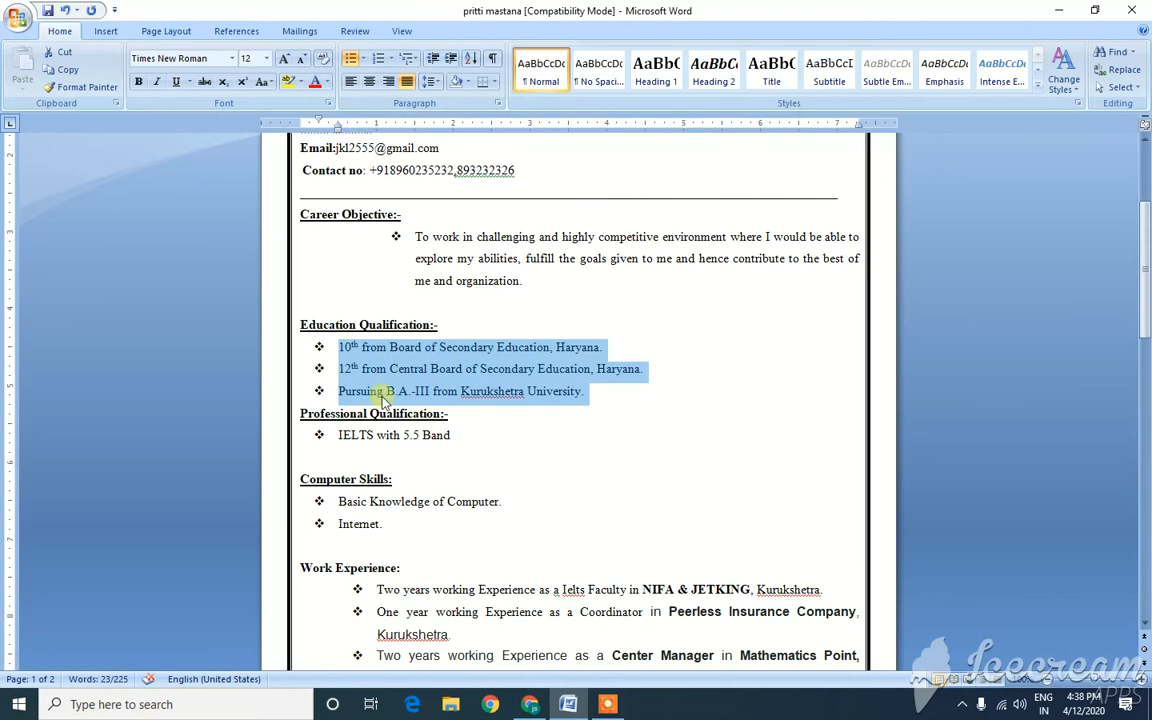 pritti mastana [Compatibility Mode] - Microsoft Word
Home Insert Page Layout References Mailings Review View
Paste
Cut
Copy
Format Painter
Clipboard
Times New Roman 12
Font
Paragraph
AaBbCcDc AaBbCcDc AaBbCc AaBbCc AaBbC AaBbCcDc AaBbCcDc AaBbCcDc AaBbCcDc
¶ Normal ¶ No Spaci... Heading 1 Heading 2 Title Subtitle Subtle Em... Emphasis Intense E...
Change Styles
Styles
Find
Replace
Select
Editing
Email:jkl2555@gmail.com
Contact no: +918960235232,893232326
Career Objective:-
❖ To work in challenging and highly competitive environment where I would be able to
explore my abilities, fulfill the goals given to me and hence contribute to the best of
me and organization.
Education Qualification:-
❖ 10th from Board of Secondary Education, Haryana.
❖ 12th from Central Board of Secondary Education, Haryana.
❖ Pursuing B.A.-III from Kurukshetra University.
Professional Qualification:-
❖ IELTS with 5.5 Band
Computer Skills:
❖ Basic Knowledge of Computer.
❖ Internet.
Work Experience:
❖ Two years working Experience as a Ielts Faculty in NIFA & JETKING, Kurukshetra.
❖ One year working Experience as a Coordinator in Peerless Insurance Company,
Kurukshetra.
❖ Two years working Experience as a Center Manager in Mathematics Point,
Page: 1 of 2 Words: 23/225 English (United States)
Icecream
APPS
Type here to search
ENG
IN
4:38 PM
4/12/2020